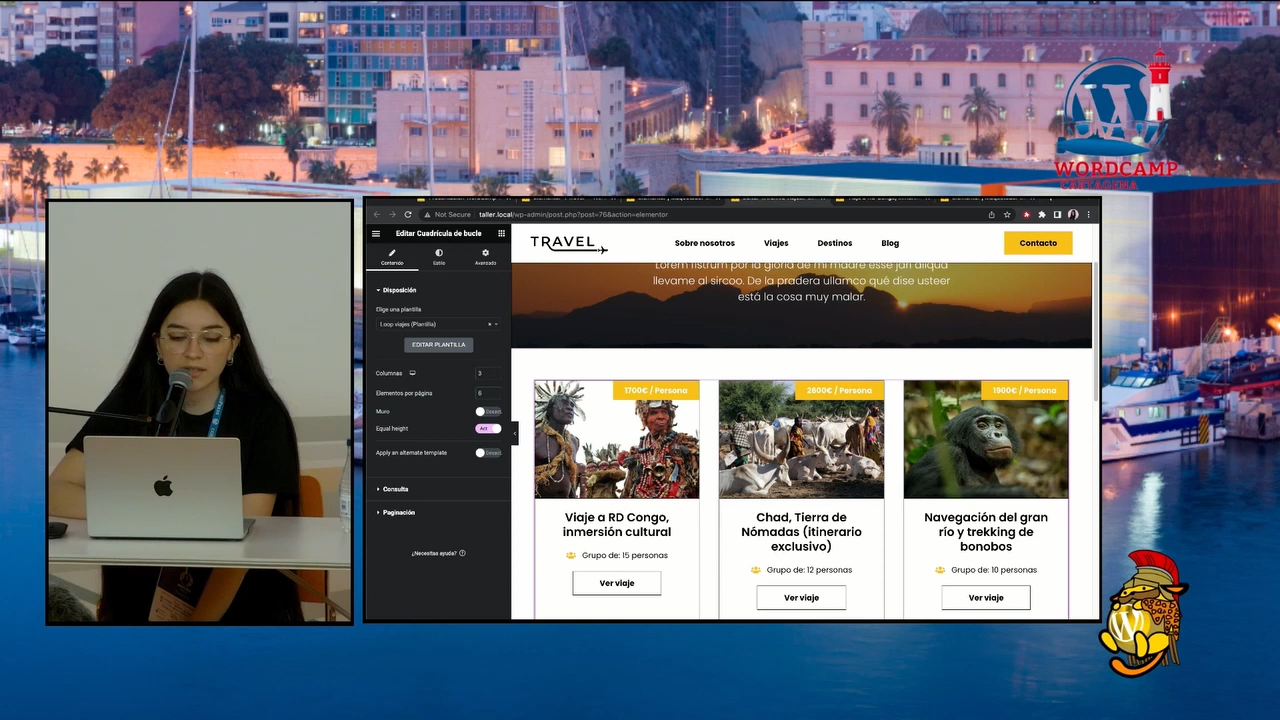 WORDCAMP
CARTAGENA
Not Secure
taller.local/wp-admin/post.php?post=76&action=elementor
Editar Cuadrícula de bucle
Contenido
Estilo
Avanzado
Disposición
Elige una plantilla
Loop viajes (Plantilla)
EDITAR PLANTILLA
Columnas
3
Elementos por página
6
Muro
Equal height
Act
Apply an alternate template
Consulta
Paginación
¿Necesitas ayuda?
TRAVEL
Sobre nosotros
Viajes
Destinos
Blog
Contacto
Lorem fistrum por la gloria de mi madre esse jarl aliqua
llevame al sircoo. De la pradera ullamco qué dise usteer
está la cosa muy malar.
1700€ / Persona
Viaje a RD Congo,
inmersión cultural
Grupo de: 15 personas
Ver viaje
2600€ / Persona
Chad, Tierra de
Nómadas (itinerario
exclusivo)
Grupo de: 12 personas
Ver viaje
1900€ / Persona
Navegación del gran
río y trekking de
bonobos
Grupo de: 10 personas
Ver viaje